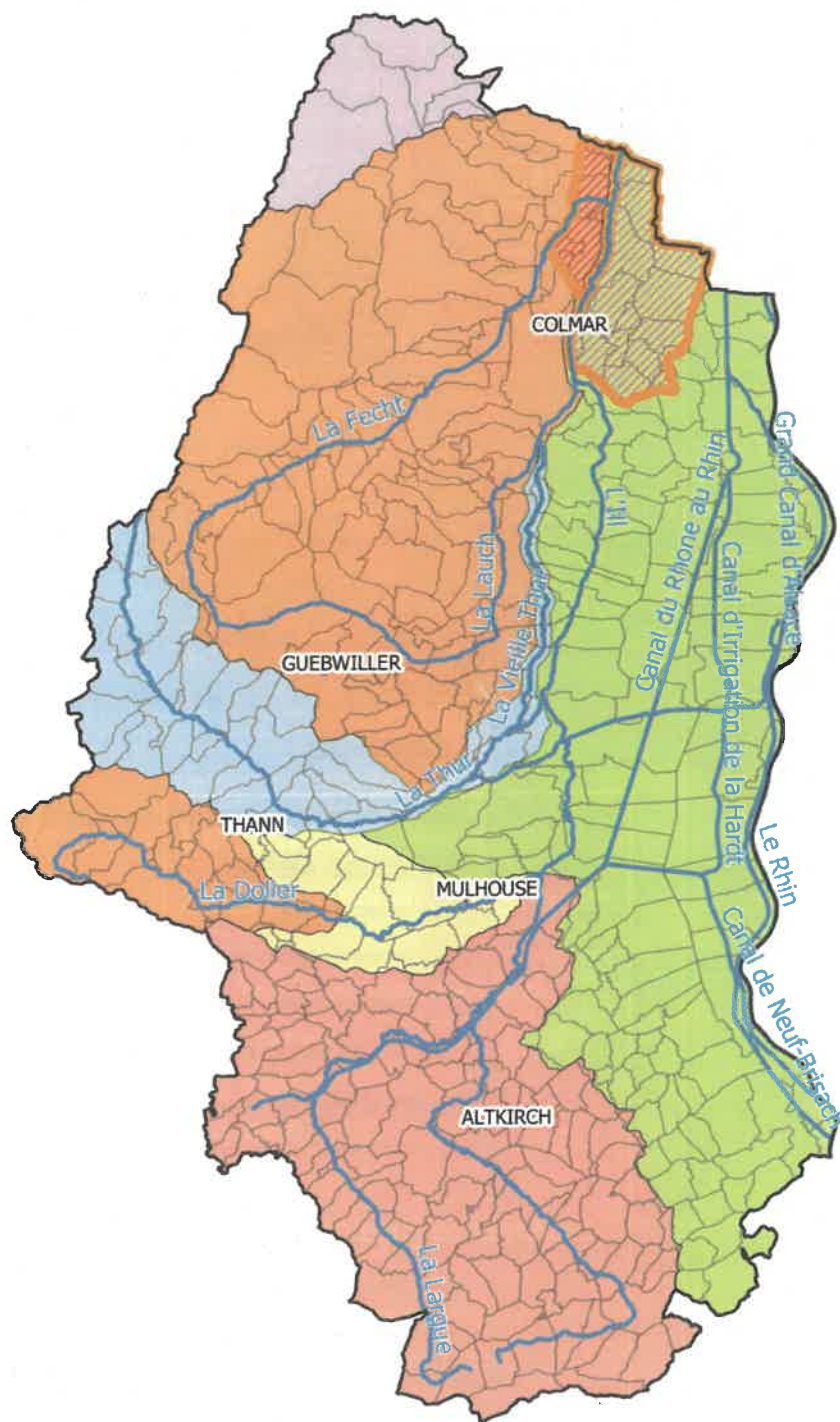 COLMAR
La Fecht
L'Ill
Grand Canal d'Alsace
Canal du Rhone au Rhin
La Lauch
Canal d'Irrigation de la Hardt
La Vieille Thur
GUEBWILLER
La Thur
THANN
Le Rhin
La Doller
MULHOUSE
Canal de Neuf-Brisach
ALTKIRCH
La Largue